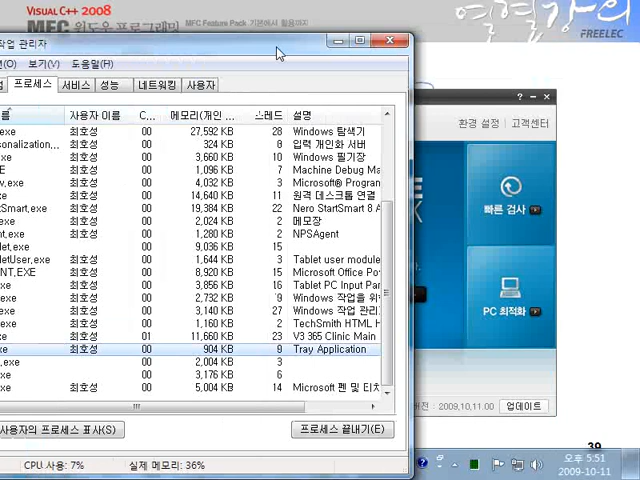 VISUAL C++ 2008
MFC 윈도우 프로그래밍
MFC Feature Pack 기본에서 활용까지
열혈강의
FREELEC
작업 관리자
(O) 보기(V) 도움말(H)
프로세스 서비스 성능 네트워킹 사용자
사용자 이름 C... 메모리(개인 ... 스레드 설명
.exe 최호성 00 27,592 KB 28 Windows 탐색기
sonalization,... 최호성 00 324 KB 8 입력 개인화 서버
xe 최호성 00 3,660 KB 10 Windows 필기장
xe 최호성 00 1,096 KB 7 Machine Debug Ma
v.exe 최호성 00 4,032 KB 3 Microsoft® Progran
exe 최호성 00 14,640 KB 11 원격 데스크톱 연결
tSmart.exe 최호성 00 19,384 KB 22 Nero StartSmart 8 A
.exe 최호성 00 2,024 KB 2 메모장
nt.exe 최호성 00 1,280 KB 2 NPSAgent
let.exe 00 9,036 KB 15
letUser.exe 최호성 00 1,644 KB 3 Tablet user module
NT.EXE 최호성 00 8,920 KB 15 Microsoft Office Po
exe 최호성 00 3,856 KB 16 Tablet PC Input Pan
e 최호성 00 2,732 KB 9 Windows 작업을 위
xe 최호성 00 3,140 KB 27 Windows 작업 관리
.exe 최호성 00 1,160 KB 2 TechSmith HTML H
exe 최호성 01 11,660 KB 23 V3 365 Clinic Main
xe 최호성 00 904 KB 9 Tray Application
.exe 00 2,004 KB 3
xe 00 3,176 KB 6
exe 최호성 00 5,004 KB 14 Microsoft 펜 및 터치
사용자의 프로세스 표시(S)
프로세스 끝내기(E)
CPU 사용: 7% 실제 메모리: 36%
환경 설정 | 고객센터
빠른 검사
PC 최적화
버전 : 2009.10.11.00 업데이트
39
오후 5:51
2009-10-11